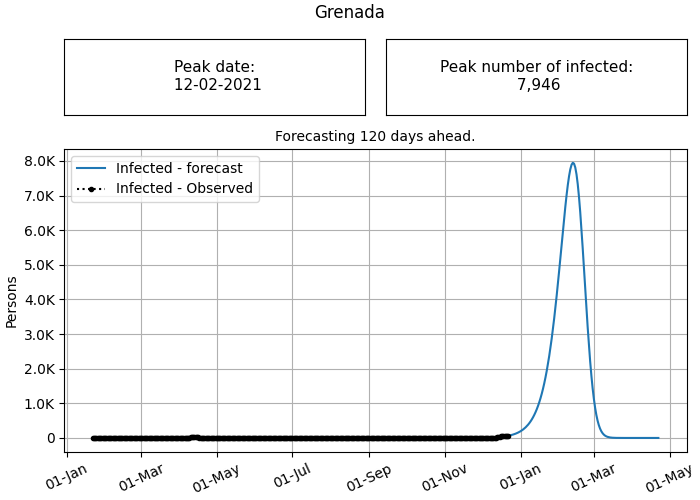 Grenada
Peak date:
12-02-2021
Peak number of infected:
7,946
Forecasting 120 days ahead.
Infected - forecast
Infected - Observed
8.0K
7.0K
6.0K
5.0K
4.0K
3.0K
2.0K
1.0K
0
Persons
01-Jan
01-Mar
01-May
01-Jul
01-Sep
01-Nov
01-Jan
01-Mar
01-May